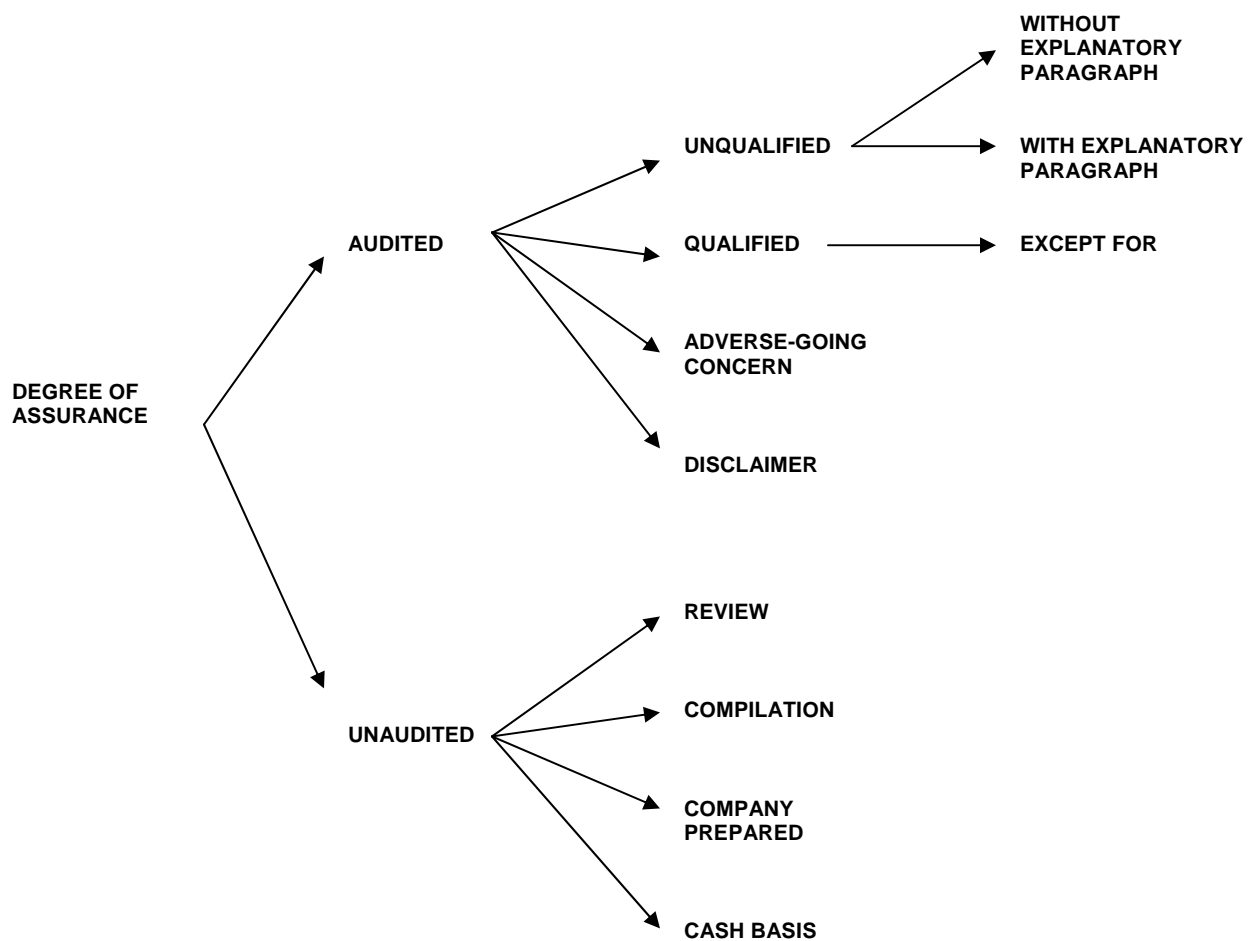 WITHOUT
EXPLANATORY
PARAGRAPH
UNQUALIFIED
WITH EXPLANATORY
PARAGRAPH
AUDITED
QUALIFIED
EXCEPT FOR
ADVERSE-GOING
CONCERN
DEGREE OF
ASSURANCE
DISCLAIMER
REVIEW
COMPILATION
UNAUDITED
COMPANY
PREPARED
CASH BASIS